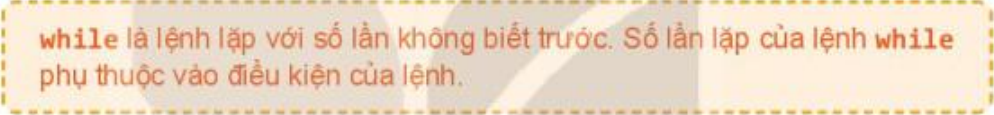 while là lệnh lặp với số lần không biết trước. Số lần lặp của lệnh while
phụ thuộc vào điều kiện của lệnh.